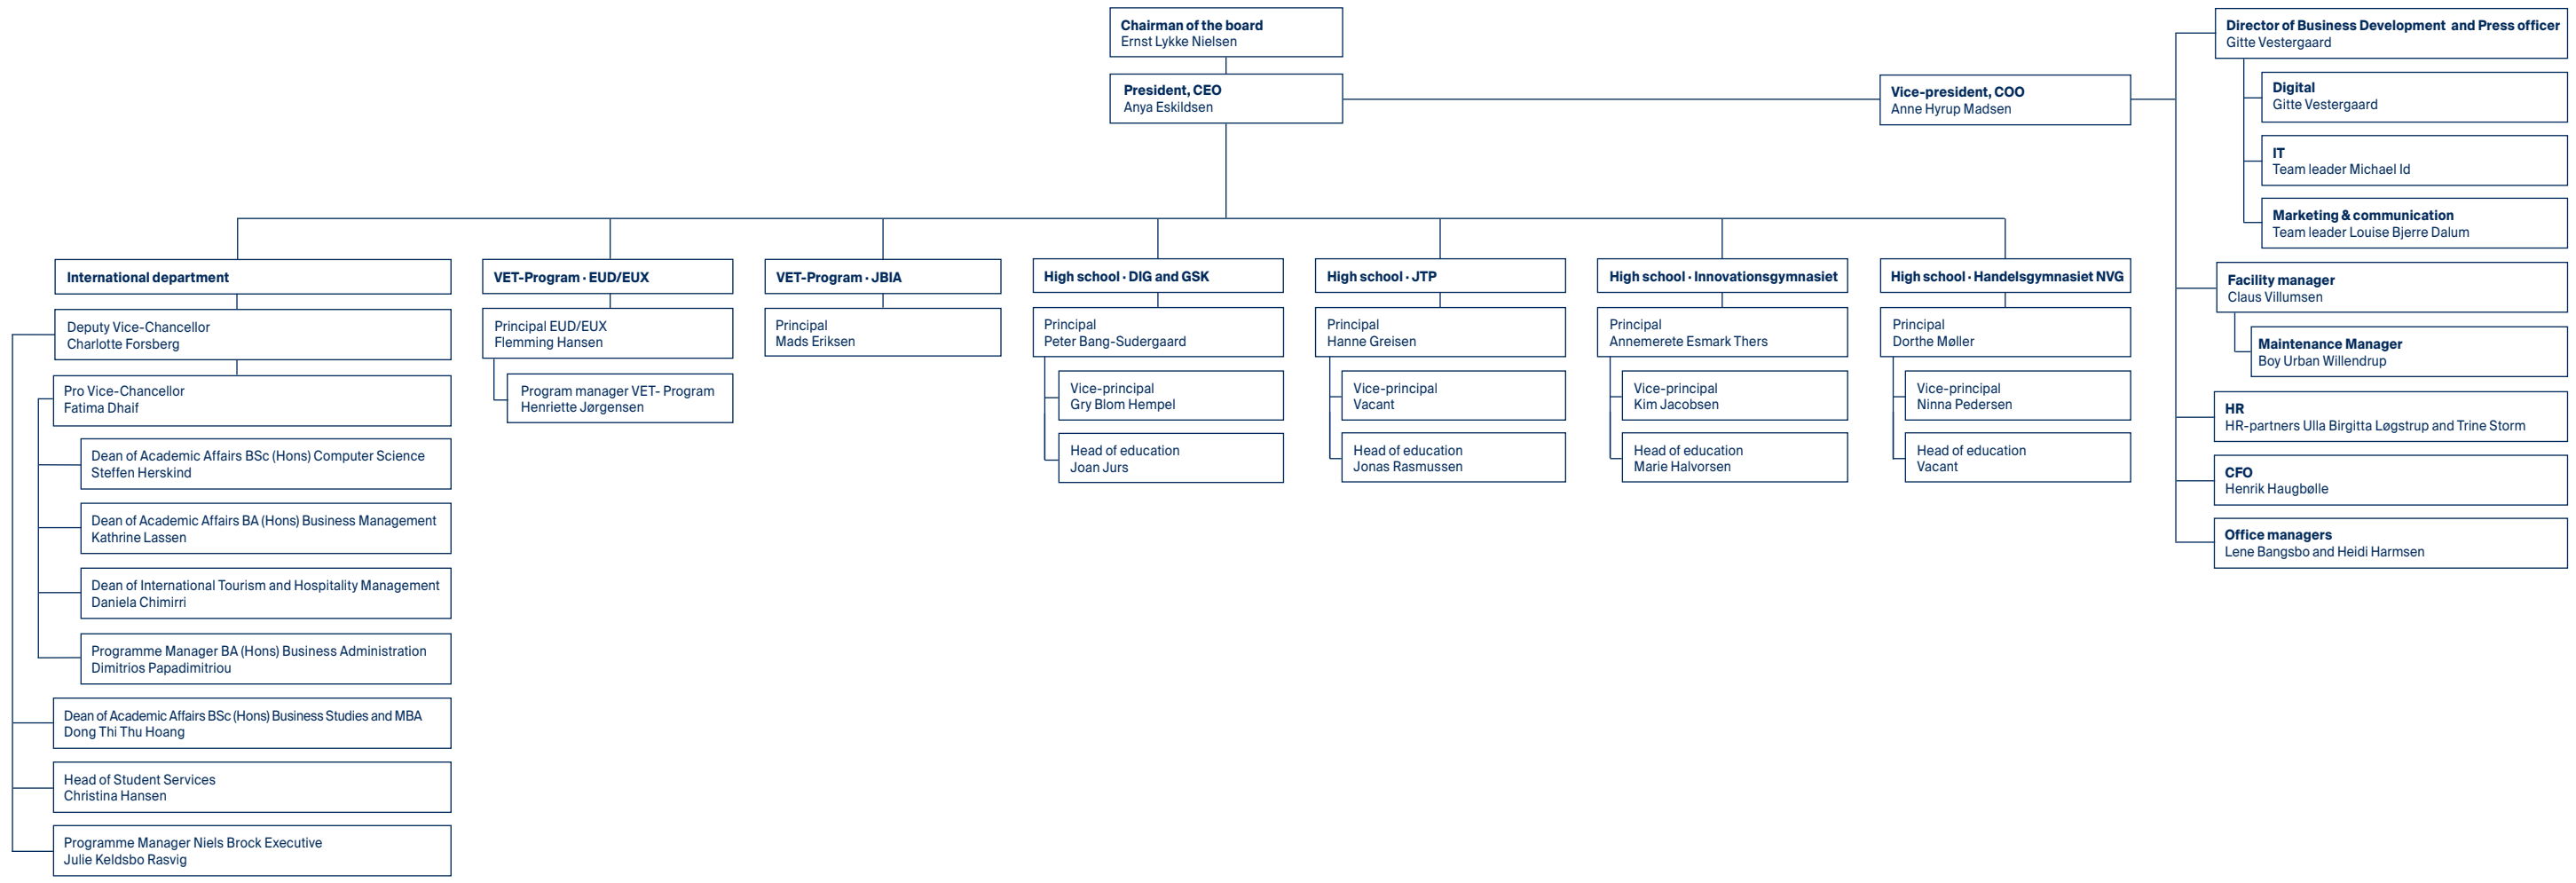 Chairman of the board
Ernst Lykke Nielsen
President, CEO
Anya Eskildsen
Vice-president, COO
Anne Hyrup Madsen
Director of Business Development and Press officer
Gitte Vestergaard
Digital
Gitte Vestergaard
IT
Team leader Michael Id
Marketing & communication
Team leader Louise Bjerre Dalum
Facility manager
Claus Villumsen
Maintenance Manager
Boy Urban Willendrup
HR
HR-partners Ulla Birgitta Løgstrup and Trine Storm
CFO
Henrik Haugbølle
Office managers
Lene Bangsbo and Heidi Harmsen
International department
Deputy Vice-Chancellor
Charlotte Forsberg
Pro Vice-Chancellor
Fatima Dhaif
Dean of Academic Affairs BSc (Hons) Computer Science
Steffen Herskind
Dean of Academic Affairs BA (Hons) Business Management
Kathrine Lassen
Dean of International Tourism and Hospitality Management
Daniela Chimirri
Programme Manager BA (Hons) Business Administration
Dimitrios Papadimitriou
Dean of Academic Affairs BSc (Hons) Business Studies and MBA
Dong Thi Thu Hoang
Head of Student Services
Christina Hansen
Programme Manager Niels Brock Executive
Julie Keldsbo Rasvig
VET-Program · EUD/EUX
Principal EUD/EUX
Flemming Hansen
Program manager VET- Program
Henriette Jørgensen
VET-Program · JBIA
Principal
Mads Eriksen
High school · DIG and GSK
Principal
Peter Bang-Sudergaard
Vice-principal
Gry Blom Hempel
Head of education
Joan Jurs
High school · JTP
Principal
Hanne Greisen
Vice-principal
Vacant
Head of education
Jonas Rasmussen
High school · Innovationsgymnasiet
Principal
Annemerete Esmark Thers
Vice-principal
Kim Jacobsen
Head of education
Marie Halvorsen
High school · Handelsgymnasiet NVG
Principal
Dorthe Møller
Vice-principal
Ninna Pedersen
Head of education
Vacant